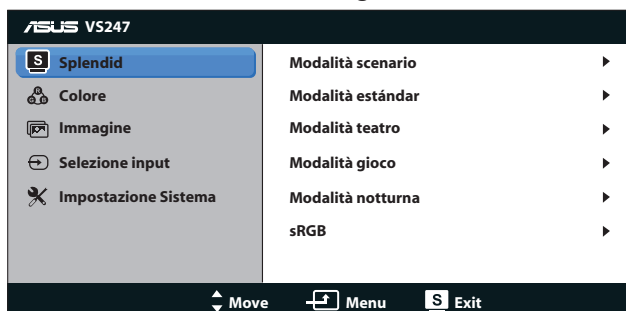 ASUS VS247
S Splendid
Colore
Immagine
Selezione input
Impostazione Sistema
Modalità scenario
Modalità estándar
Modalità teatro
Modalità gioco
Modalità notturna
sRGB
Move Menu S Exit